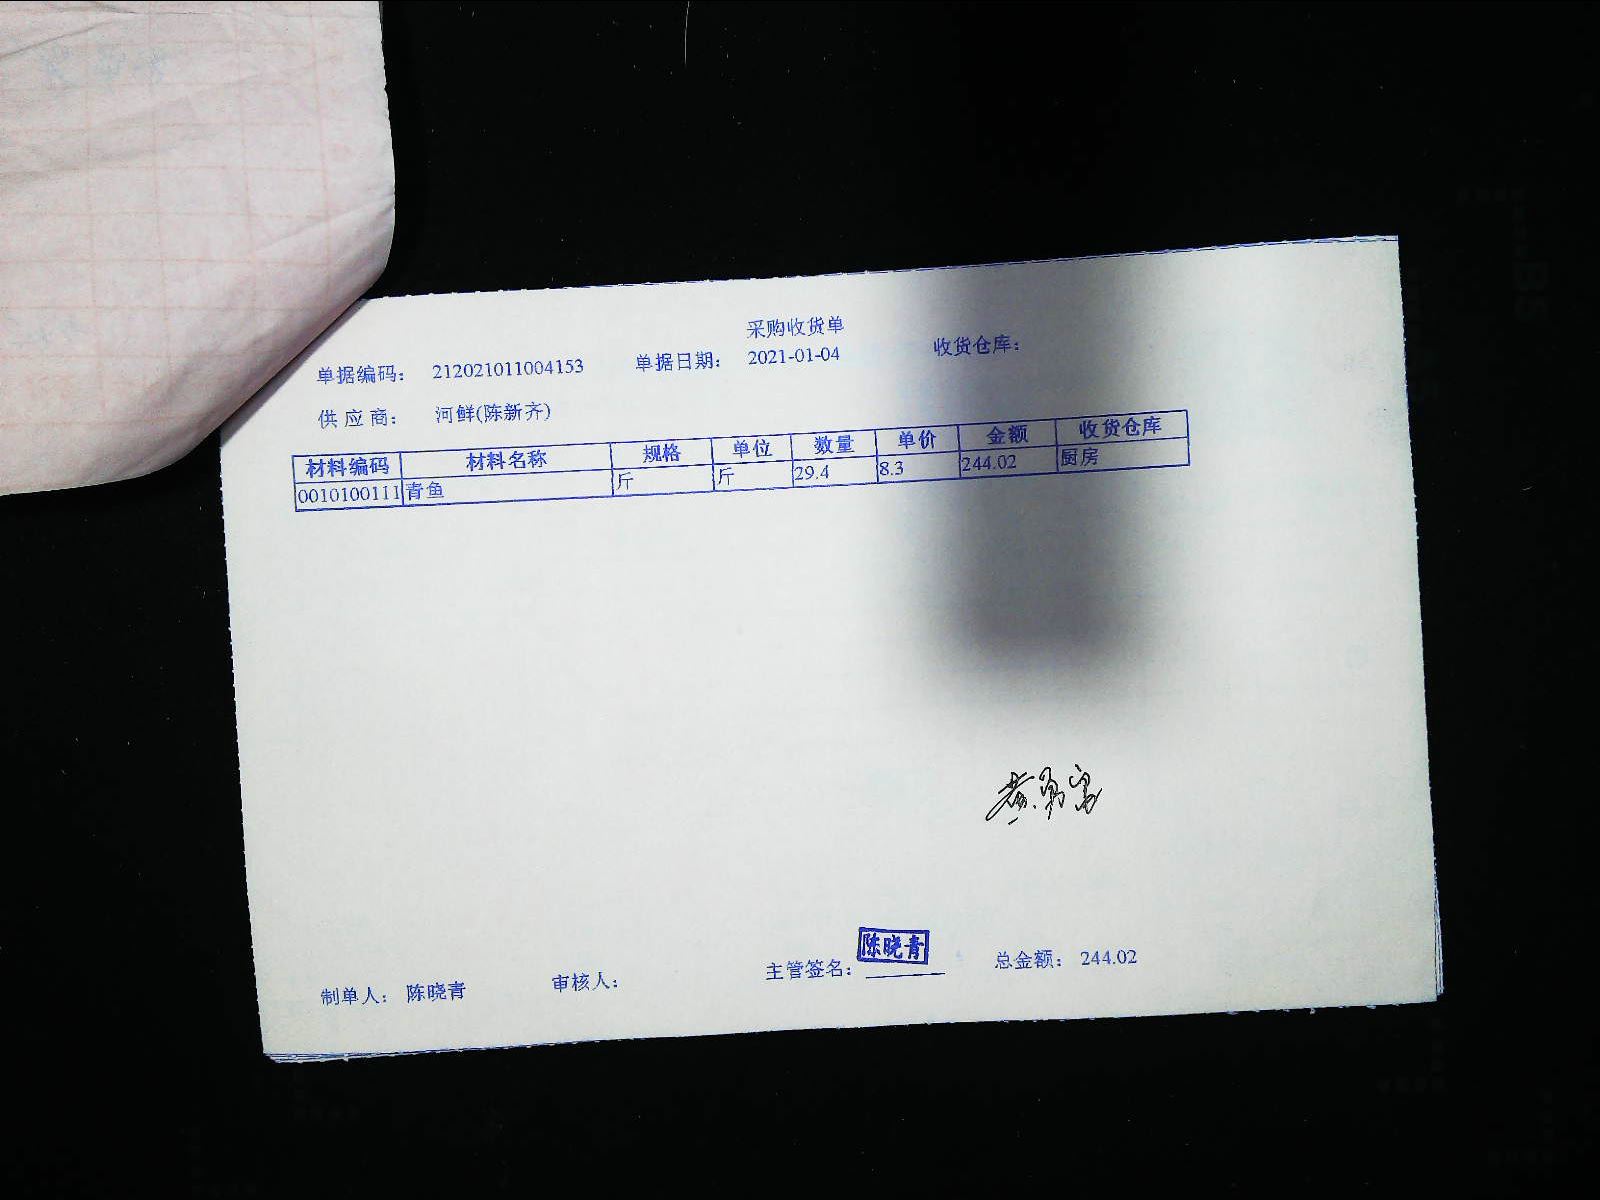 采购收货单
单据编码： 212021011004153 单据日期： 2021-01-04 收货仓库：
供 应 商： 河鲜(陈新齐)
材料编码 材料名称 规格 单位 数量 单价 金额 收货仓库
0010100111 青鱼 斤 斤 29.4 8.3 244.02 厨房
陈晓青
制单人： 陈晓青 审核人： 主管签名： 总金额： 244.02